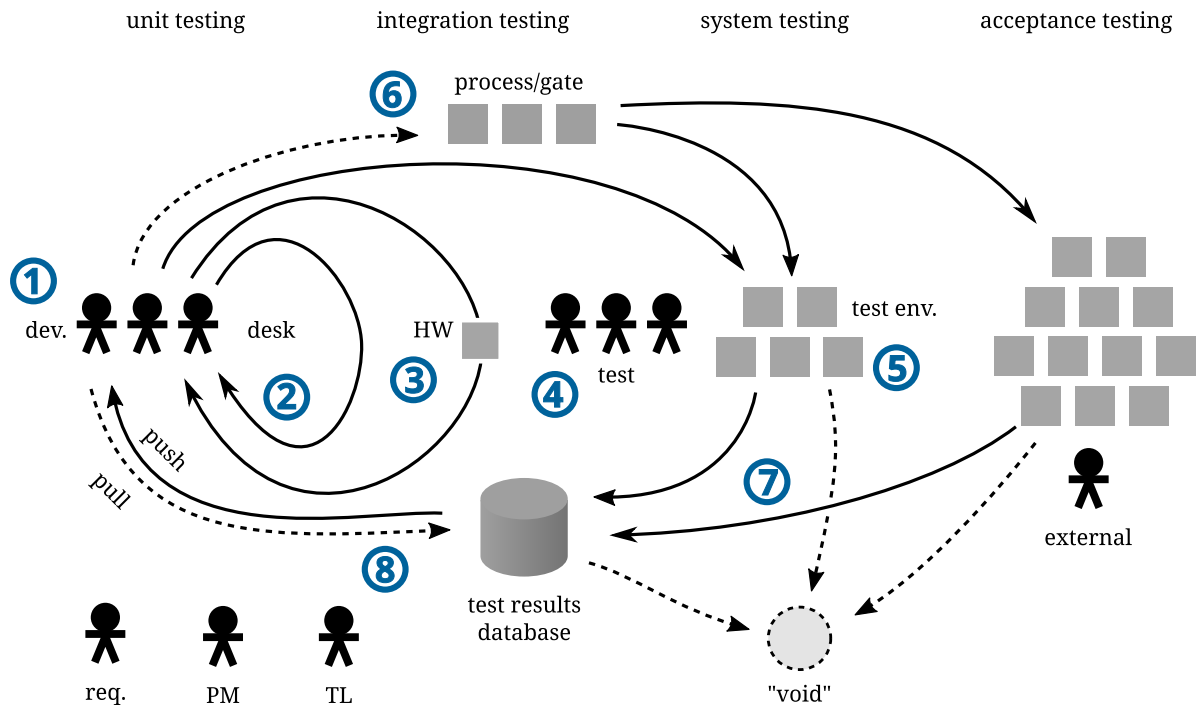 unit testing
integration testing
system testing
acceptance testing
process/gate
6
1
dev.
desk
HW
test env.
2
3
4
test
5
push
pull
7
8
external
test results
database
req.
PM
TL
"void"